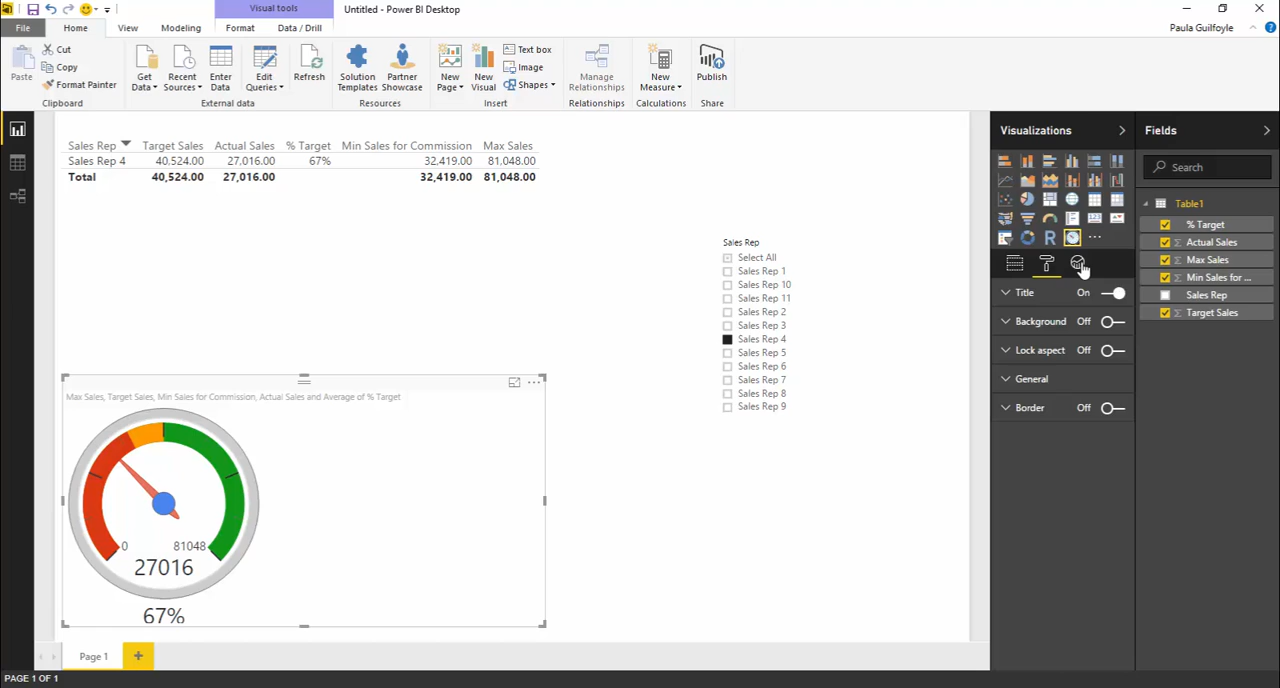 Visual tools
Untitled - Power BI Desktop
File
Home
View
Modeling
Format
Data / Drill
Paula Guilfoyle
Paste
Cut
Copy
Format Painter
Clipboard
Get Data
Recent Sources
Enter Data
Edit Queries
Refresh
External data
Solution Templates
Partner Showcase
Resources
New Page
New Visual
Text box
Image
Shapes
Insert
Manage Relationships
Relationships
New Measure
Calculations
Publish
Share
Sales Rep Target Sales Actual Sales % Target Min Sales for Commission Max Sales
Sales Rep 4 40,524.00 27,016.00 67% 32,419.00 81,048.00
Total 40,524.00 27,016.00 32,419.00 81,048.00
Sales Rep
Select All
Sales Rep 1
Sales Rep 10
Sales Rep 11
Sales Rep 2
Sales Rep 3
Sales Rep 4
Sales Rep 5
Sales Rep 6
Sales Rep 7
Sales Rep 8
Sales Rep 9
Max Sales, Target Sales, Min Sales for Commission, Actual Sales and Average of % Target
0 81048
27016
67%
Visualizations
R
Title On
Background Off
Lock aspect Off
General
Border Off
Fields
Search
Table1
% Target
Actual Sales
Max Sales
Min Sales for ...
Sales Rep
Target Sales
Page 1
PAGE 1 OF 1